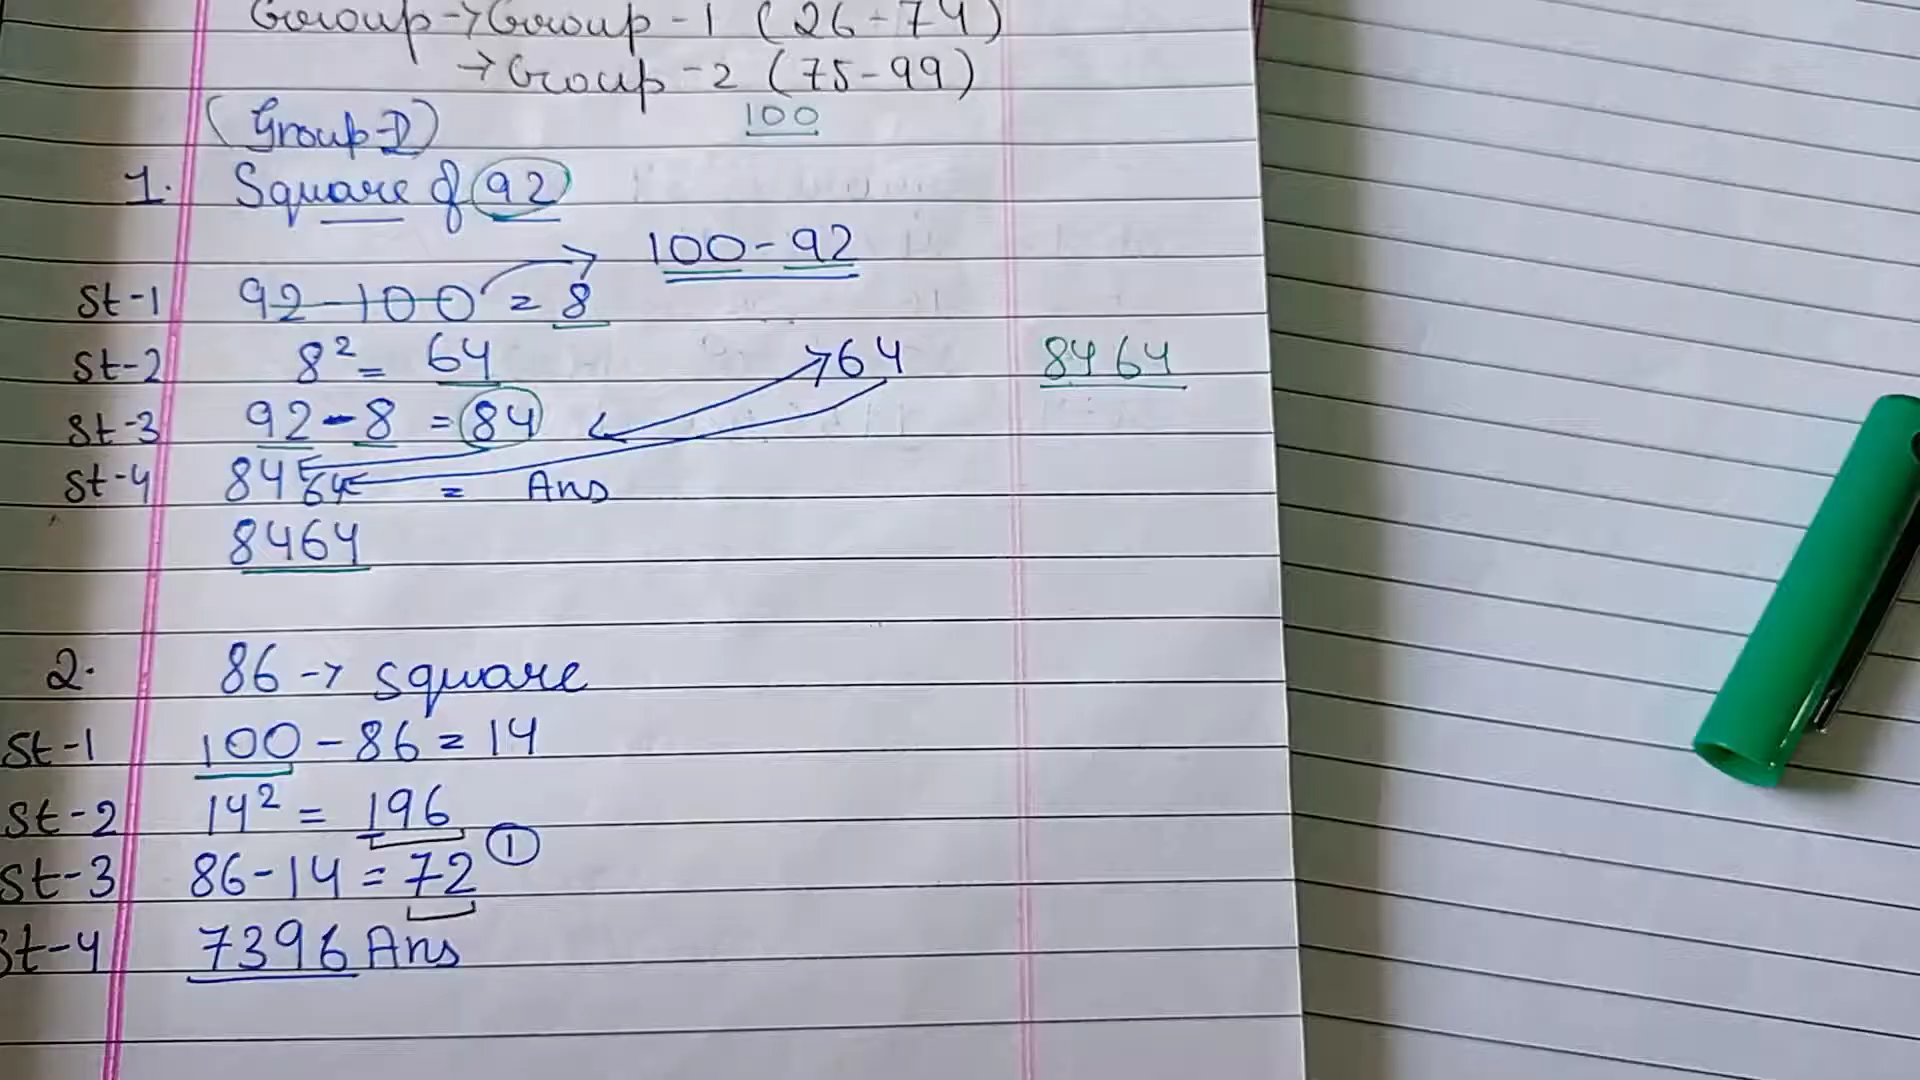 Group → Group - 1 (26 - 74)
→ Group - 2 (75 - 99)
(Group-2) 100
1. Square of 92
100 - 92
St-1 92 - 100 = 8
St-2 8² = 64 64 8464
St-3 92 - 8 = 84
St-4 84 64 = Ans
8464
2. 86 → square
St-1 100 - 86 = 14
St-2 14² = 196
St-3 86 - 14 = 72 ①
St-4 7396 Ans